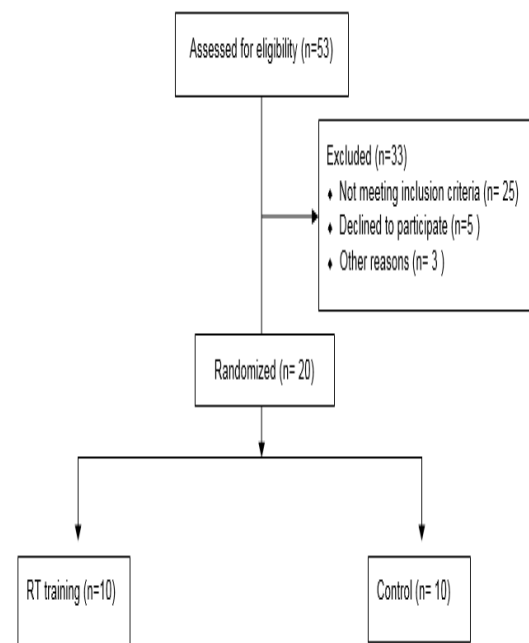 Assessed for eligibility (n=53)
Excluded (n=33)
♦ Not meeting inclusion criteria (n= 25)
♦ Declined to participate (n=5 )
♦ Other reasons (n= 3 )
Randomized (n= 20)
RT training (n=10)
Control (n= 10)